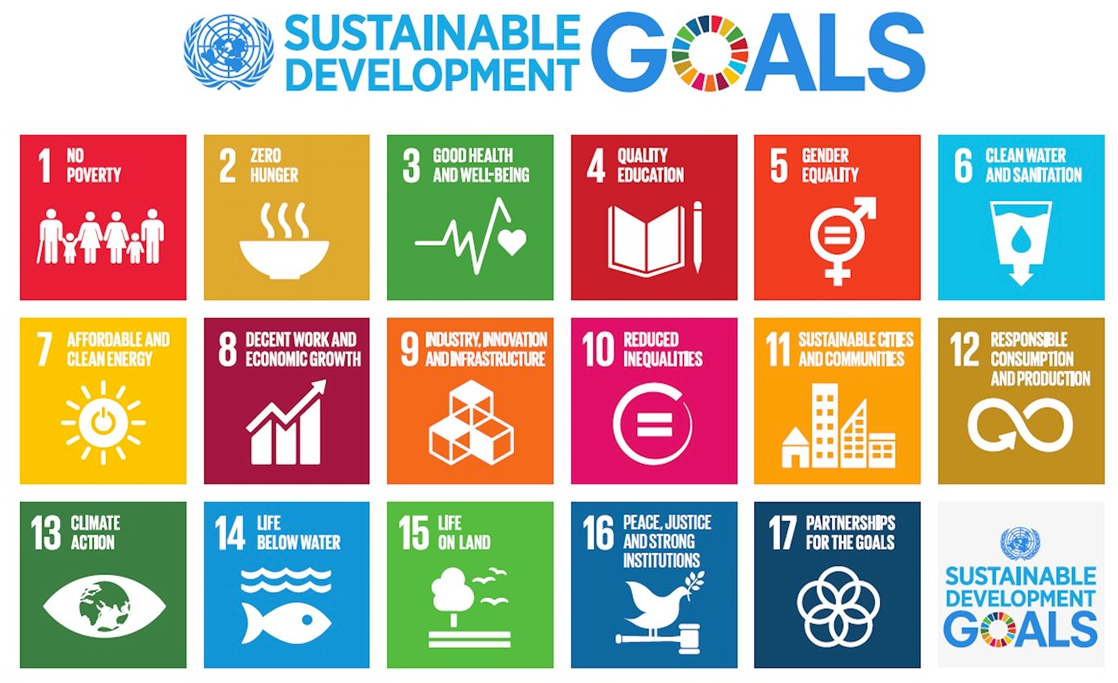 SUSTAINABLE
DEVELOPMENT
GOALS
1 NO
POVERTY
2 ZERO
HUNGER
3 GOOD HEALTH
AND WELL-BEING
4 QUALITY
EDUCATION
5 GENDER
EQUALITY
6 CLEAN WATER
AND SANITATION
7 AFFORDABLE AND
CLEAN ENERGY
8 DECENT WORK AND
ECONOMIC GROWTH
9 INDUSTRY, INNOVATION
AND INFRASTRUCTURE
10 REDUCED
INEQUALITIES
11 SUSTAINABLE CITIES
AND COMMUNITIES
12 RESPONSIBLE
CONSUMPTION
AND PRODUCTION
13 CLIMATE
ACTION
14 LIFE
BELOW WATER
15 LIFE
ON LAND
16 PEACE, JUSTICE
AND STRONG
INSTITUTIONS
17 PARTNERSHIPS
FOR THE GOALS
SUSTAINABLE
DEVELOPMENT
GOALS